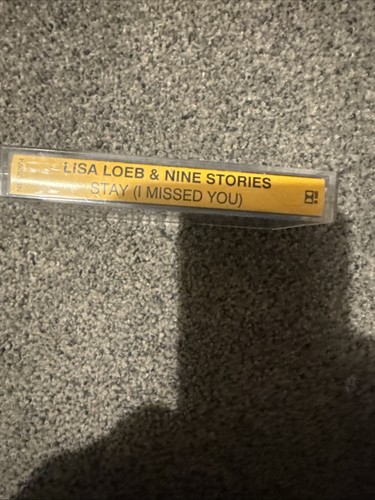 LISA LOEB & NINE STORIES
STAY (I MISSED YOU)